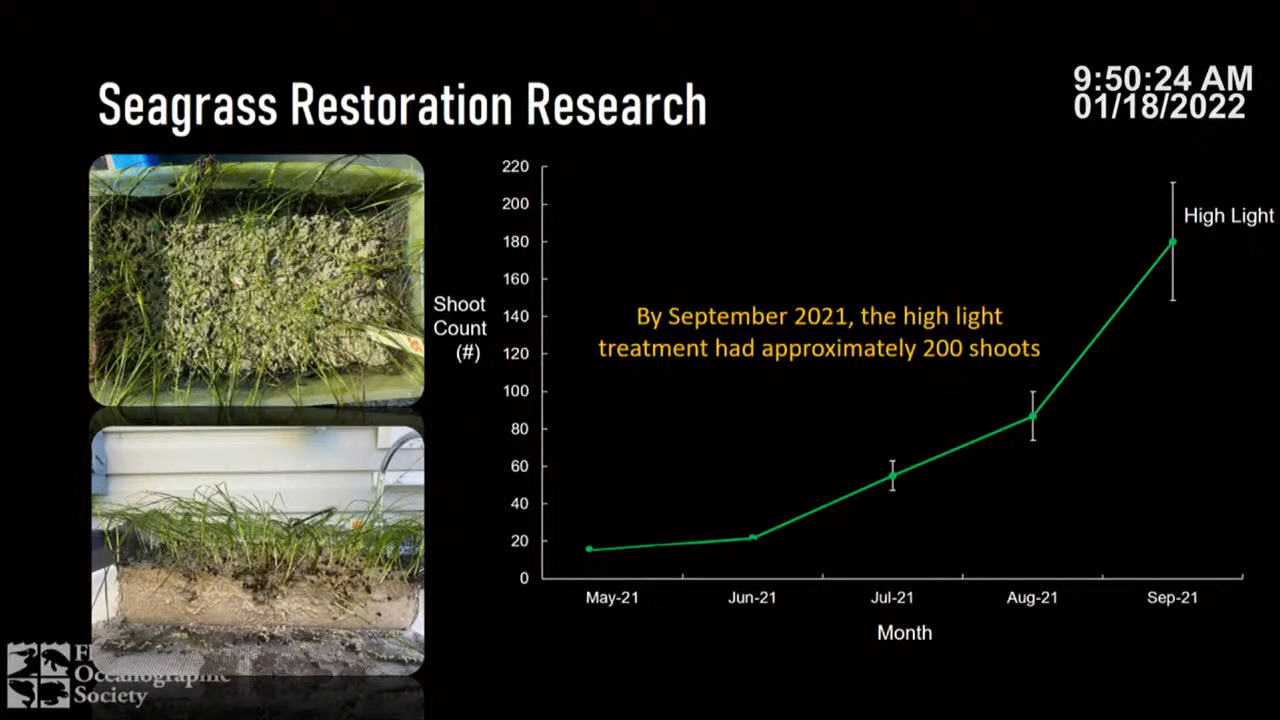 Seagrass Restoration Research
9:50:24 AM
01/18/2022
220
200
180
160
140
120
100
80
60
40
20
0
Shoot
Count
(#)
High Light
By September 2021, the high light
treatment had approximately 200 shoots
May-21
Jun-21
Jul-21
Aug-21
Sep-21
Month
Oceanographic
Society